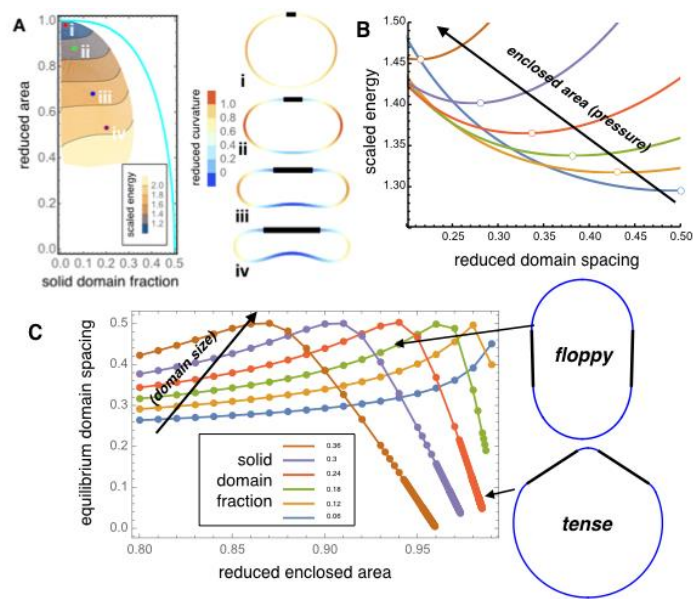 A
1.0
0.8
0.6
0.4
0.2
0.0
reduced area
i
ii
iii
iv
scaled energy
2.0
1.8
1.6
1.4
1.2
0.0 0.1 0.2 0.3 0.4 0.5
solid domain fraction
reduced curvature
1.0
0.8
0.6
0.4
0.2
0
i
ii
iii
iv
B
1.50
1.45
1.40
1.35
1.30
scaled energy
enclosed area (pressure)
0.25 0.30 0.35 0.40 0.45 0.50
reduced domain spacing
C
0.5
0.4
0.3
0.2
0.1
0.0
equilibrium domain spacing
(domain size)
solid
domain
fraction
0.36
0.3
0.24
0.18
0.12
0.06
0.80 0.85 0.90 0.95
reduced enclosed area
floppy
tense